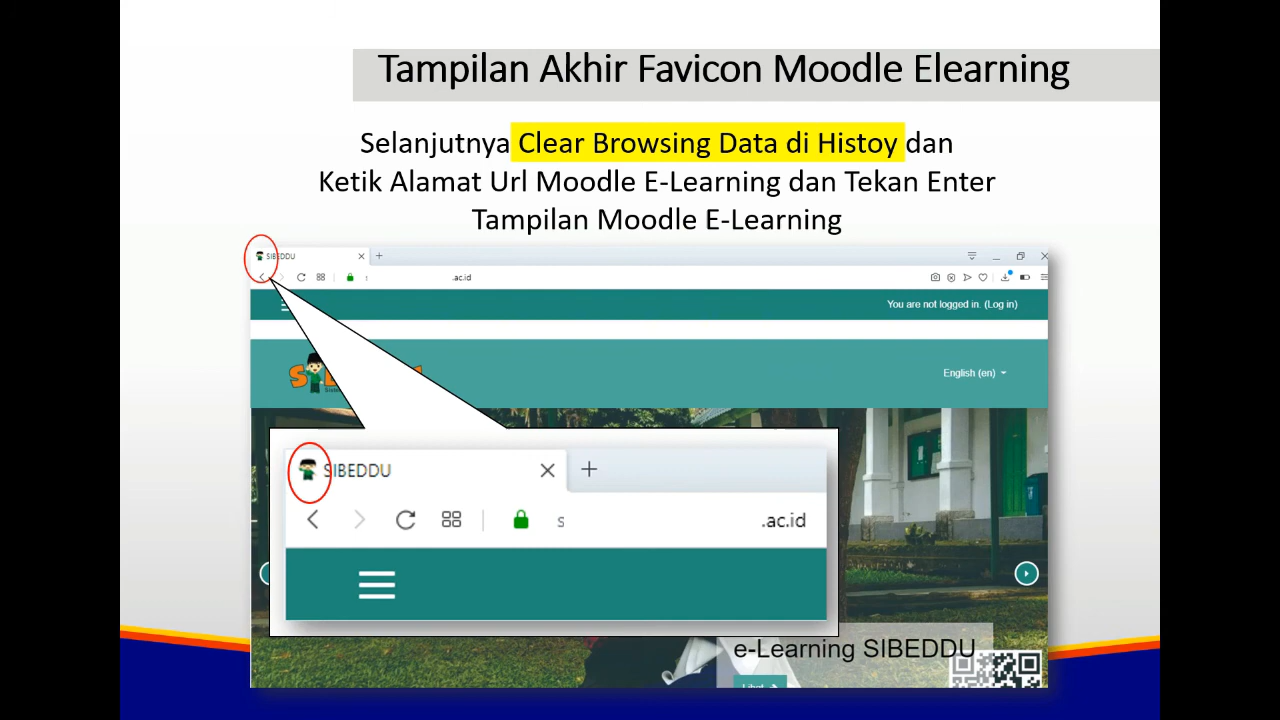 Tampilan Akhir Favicon Moodle Elearning
Selanjutnya Clear Browsing Data di Histoy dan
Ketik Alamat Url Moodle E-Learning dan Tekan Enter
Tampilan Moodle E-Learning
SIBEDDU
.ac.id
You are not logged in. (Log in)
English (en)
SIBEDDU
s .ac.id
e-Learning SIBEDDU